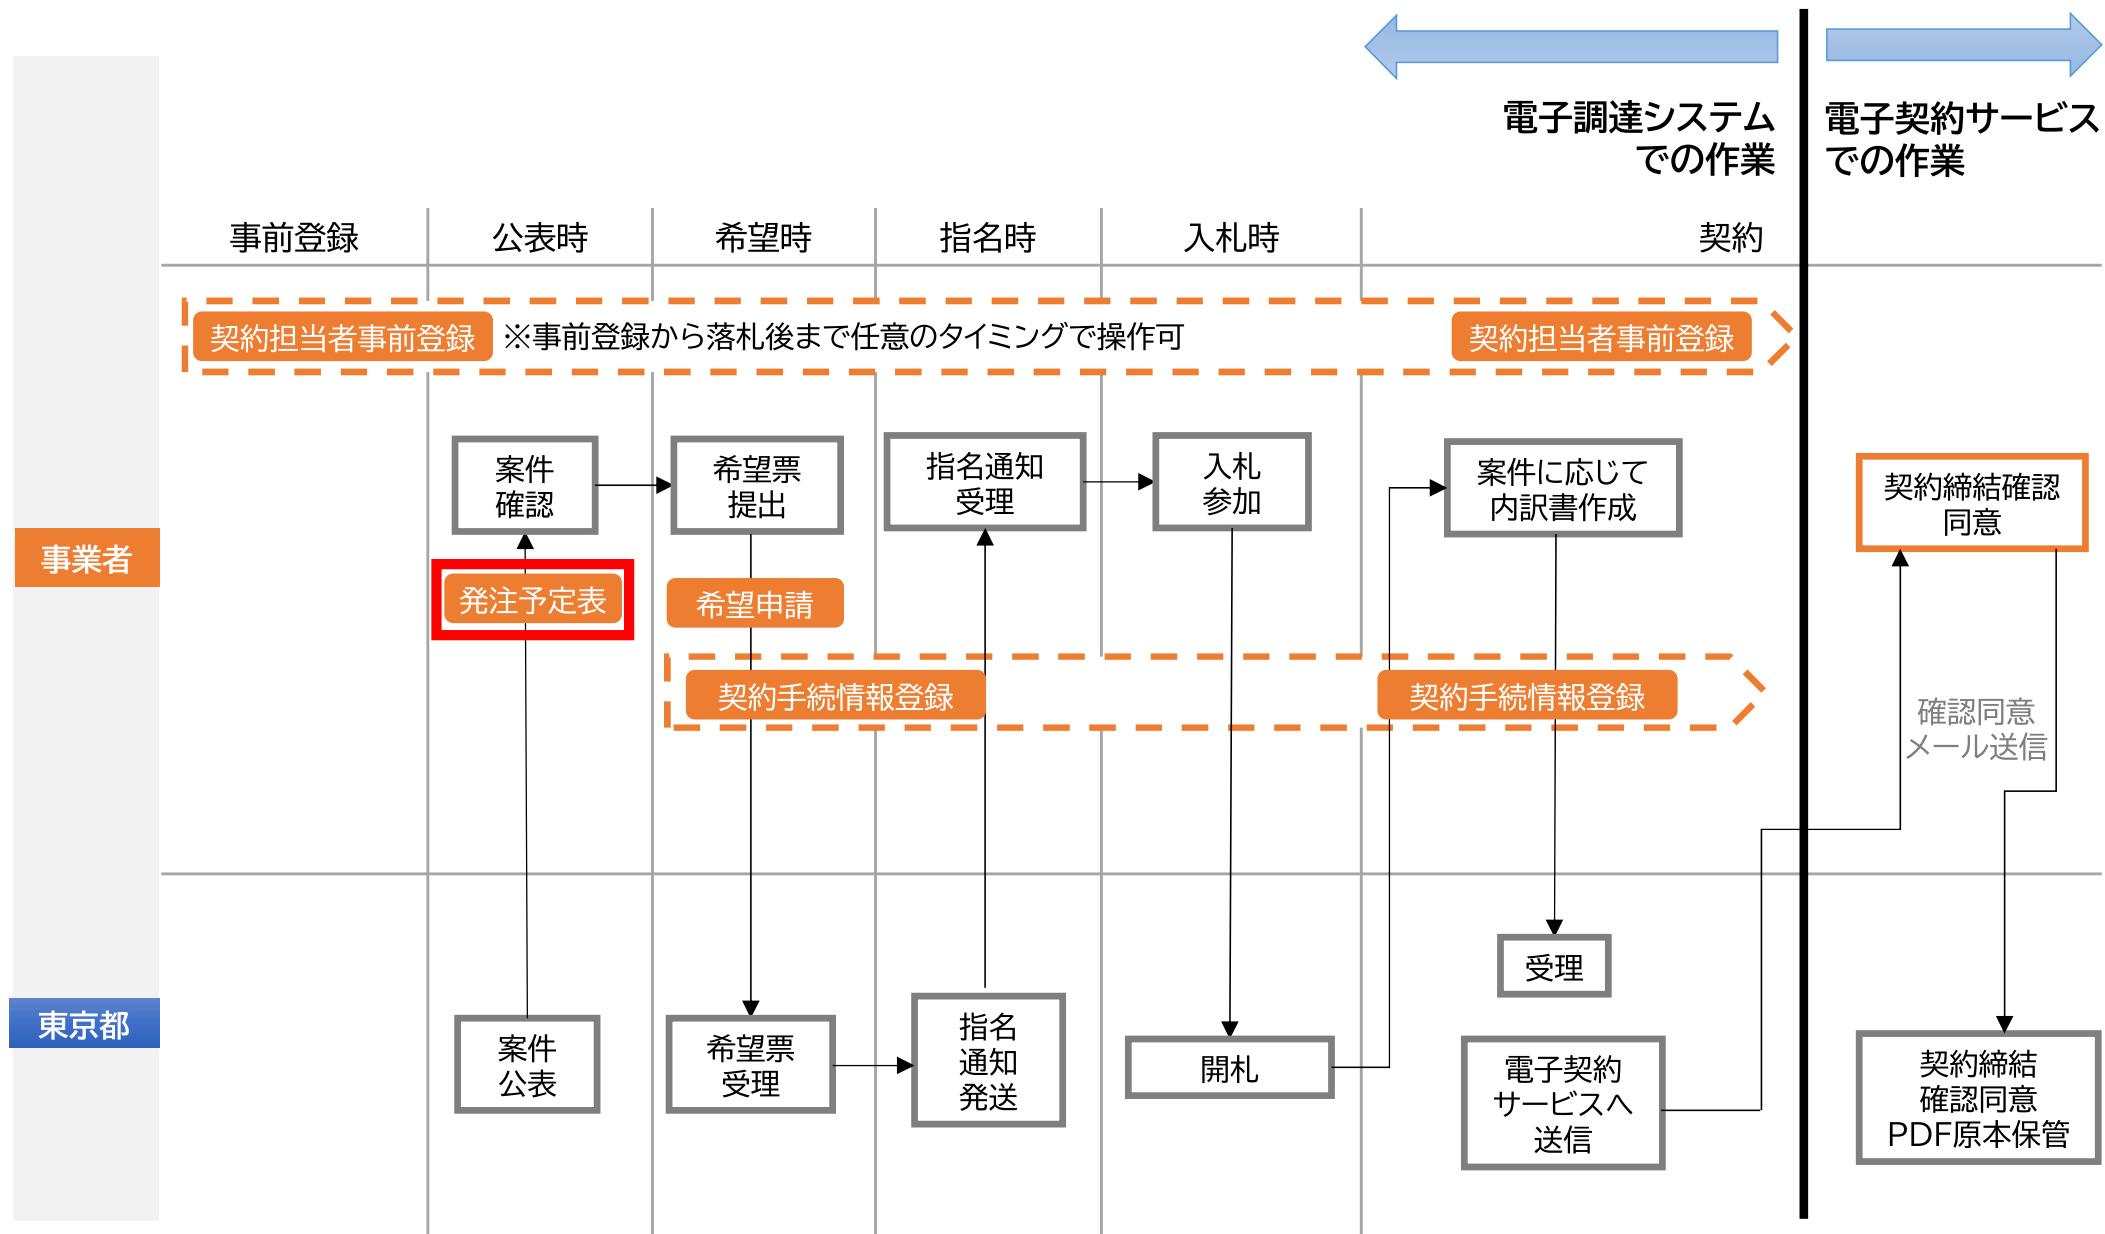 電子調達システム
での作業
電子契約サービス
での作業
事前登録
公表時
希望時
指名時
入札時
契約
契約担当者事前登録
※事前登録から落札後まで任意のタイミングで操作可
契約担当者事前登録
事業者
案件
確認
希望票
提出
指名通知
受理
入札
参加
案件に応じて
内訳書作成
契約締結確認
同意
発注予定表
希望申請
契約手続情報登録
契約手続情報登録
確認同意
メール送信
東京都
案件
公表
希望票
受理
指名
通知
発送
開札
受理
電子契約
サービスへ
送信
契約締結
確認同意
PDF原本保管